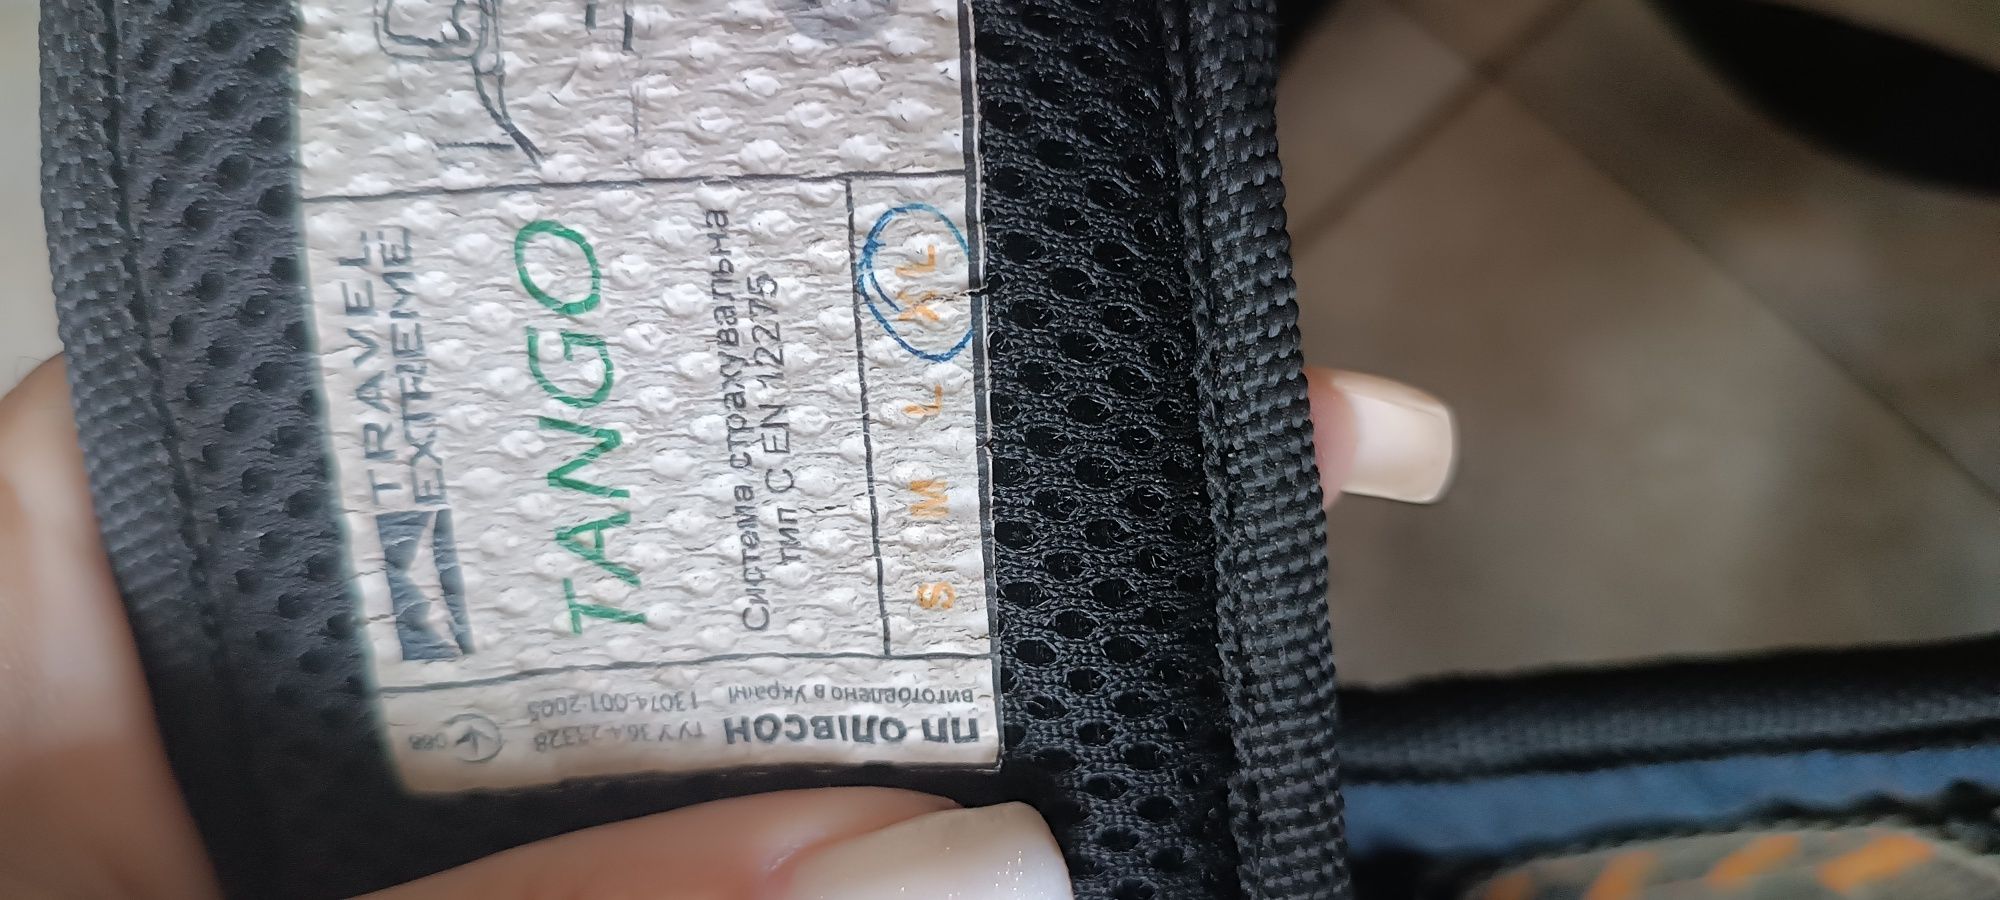 TRAVEL
EXTREME
TANGO
Система страхувальна
тип С EN 12275
S M L XL
ПП ОЛІВСОН
виготовлено в Україні
ТУ У 36.4-23328
13074-001-2005
088